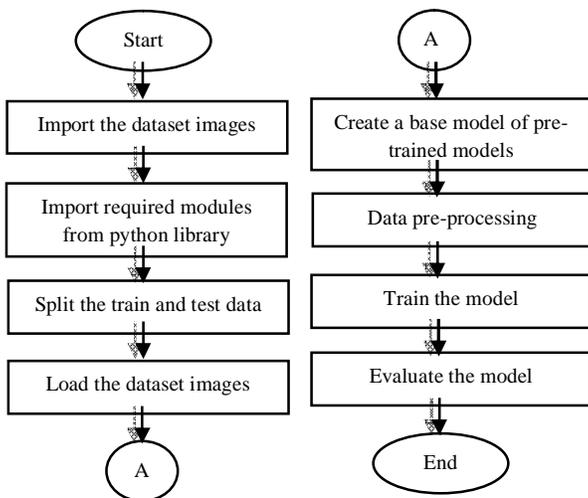 Start
Import the dataset images
Import required modules
from python library
Split the train and test data
Load the dataset images
A
A
Create a base model of pre-
trained models
Data pre-processing
Train the model
Evaluate the model
End